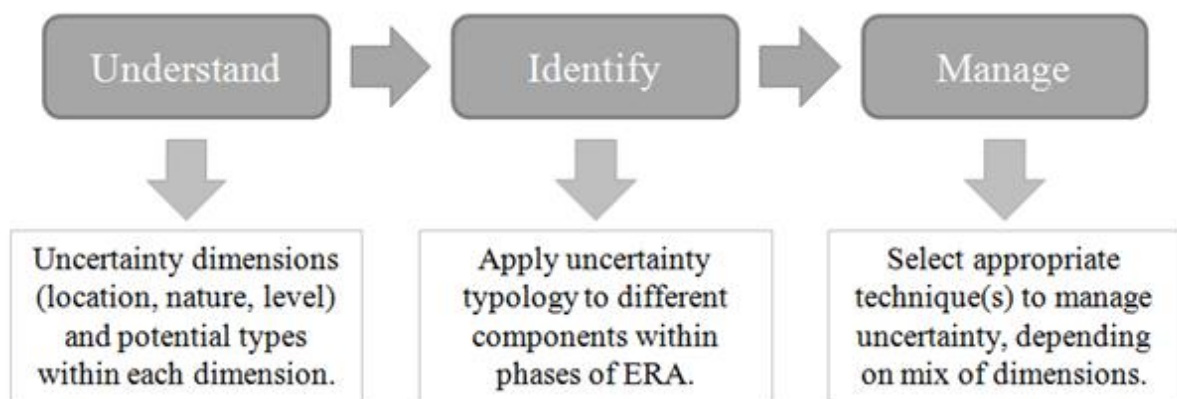 Understand
Identify
Manage
Uncertainty dimensions
(location, nature, level)
and potential types
within each dimension.
Apply uncertainty
typology to different
components within
phases of ERA.
Select appropriate
technique(s) to manage
uncertainty, depending
on mix of dimensions.